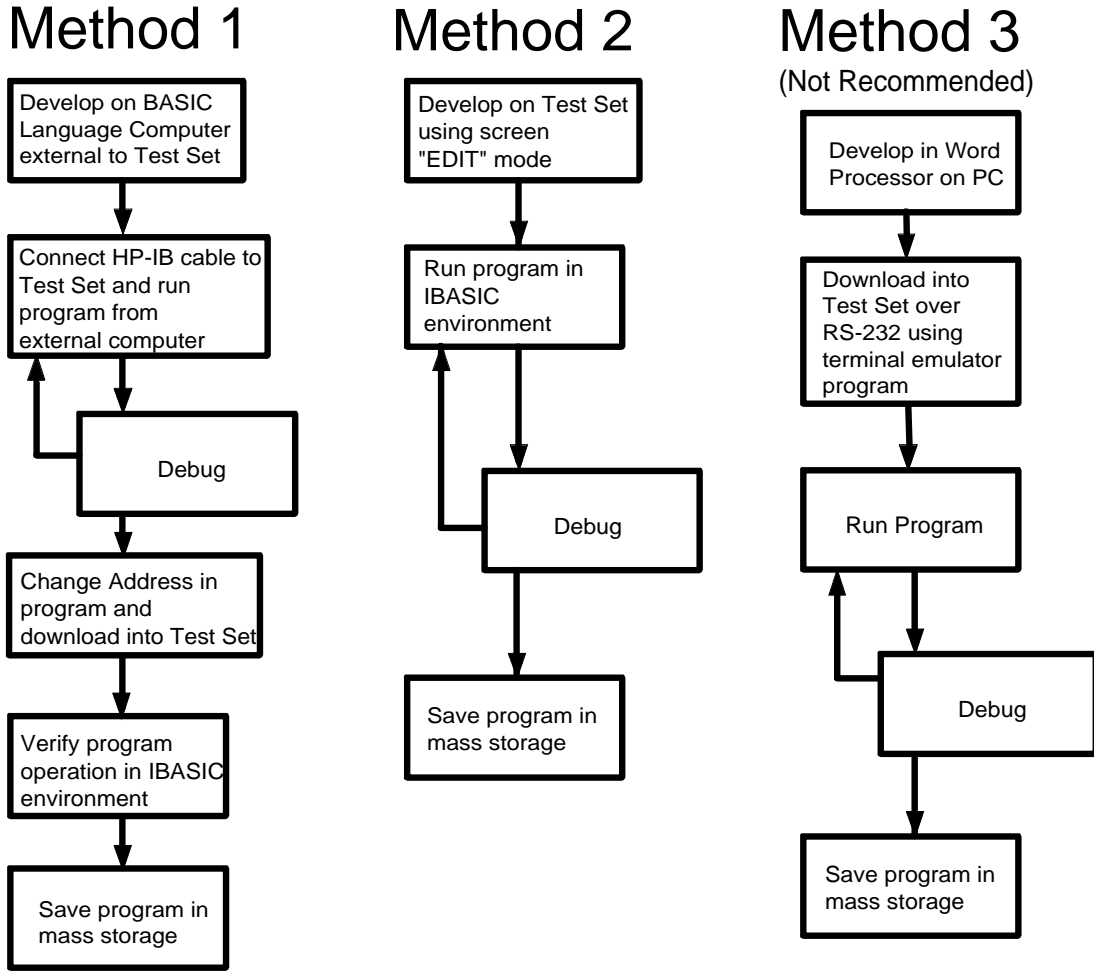 Method 1
Develop on BASIC
Language Computer
external to Test Set
Connect HP-IB cable to
Test Set and run
program from
external computer
Debug
Change Address in
program and
download into Test Set
Verify program
operation in IBASIC
environment
Save program in
mass storage
Method 2
Develop on Test Set
using screen
"EDIT" mode
Run program in
IBASIC
environment
Debug
Save program in
mass storage
Method 3
(Not Recommended)
Develop in Word
Processor on PC
Download into
Test Set over
RS-232 using
terminal emulator
program
Run Program
Debug
Save program in
mass storage